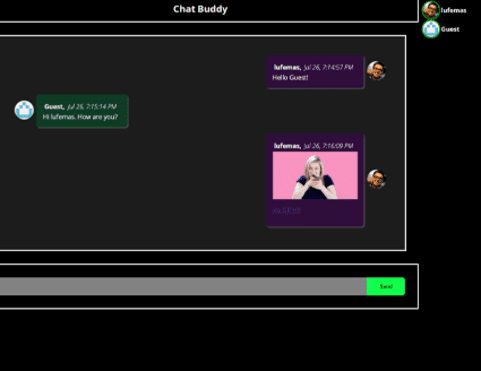 Chat Buddy
lufemas
Guest
lufemas, Jul 26, 7:14:57 PM
Hello Guest!
Guest, Jul 26, 7:15:14 PM
Hi lufemas. How are you?
lufemas, Jul 26, 7:16:09 PM
Send